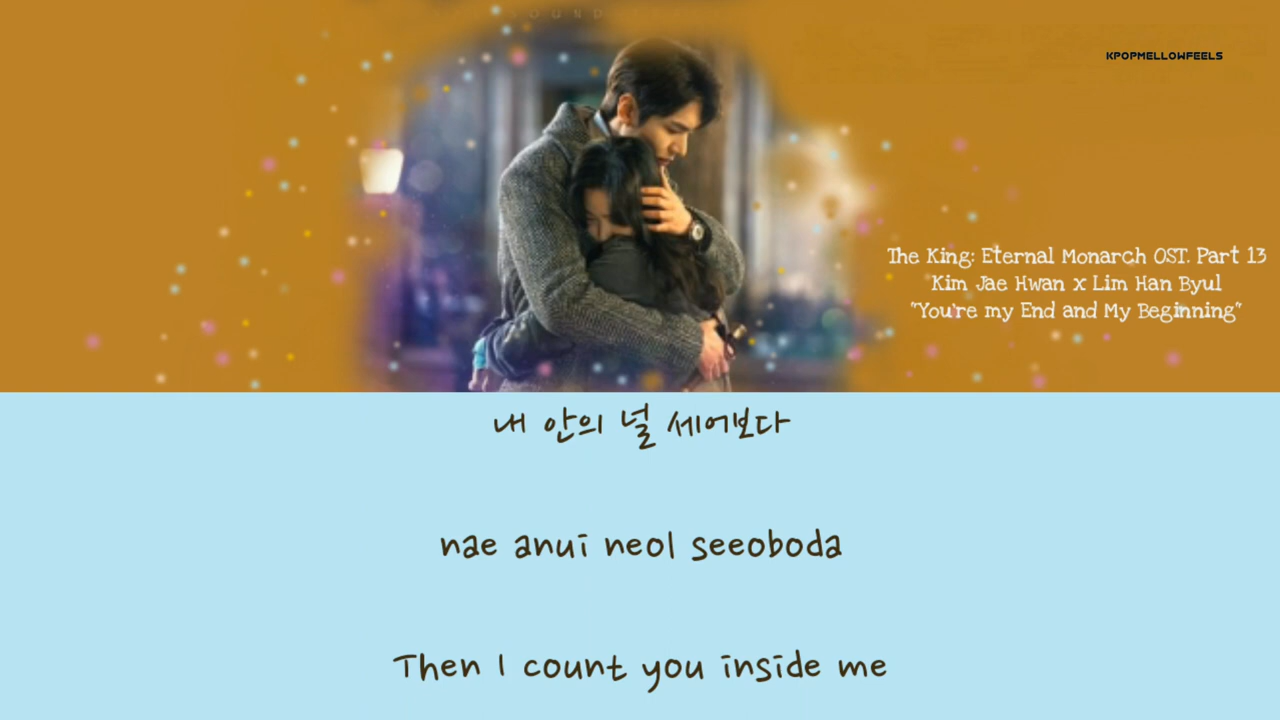 SOUND
KPOPMELLOWFEELS
The King: Eternal Monarch OST. Part 13
Kim Jae Hwan x Lim Han Byul
"You're my End and My Beginning"
내 안의 널 세어보다
nae anui neol seeoboda
Then I count you inside me